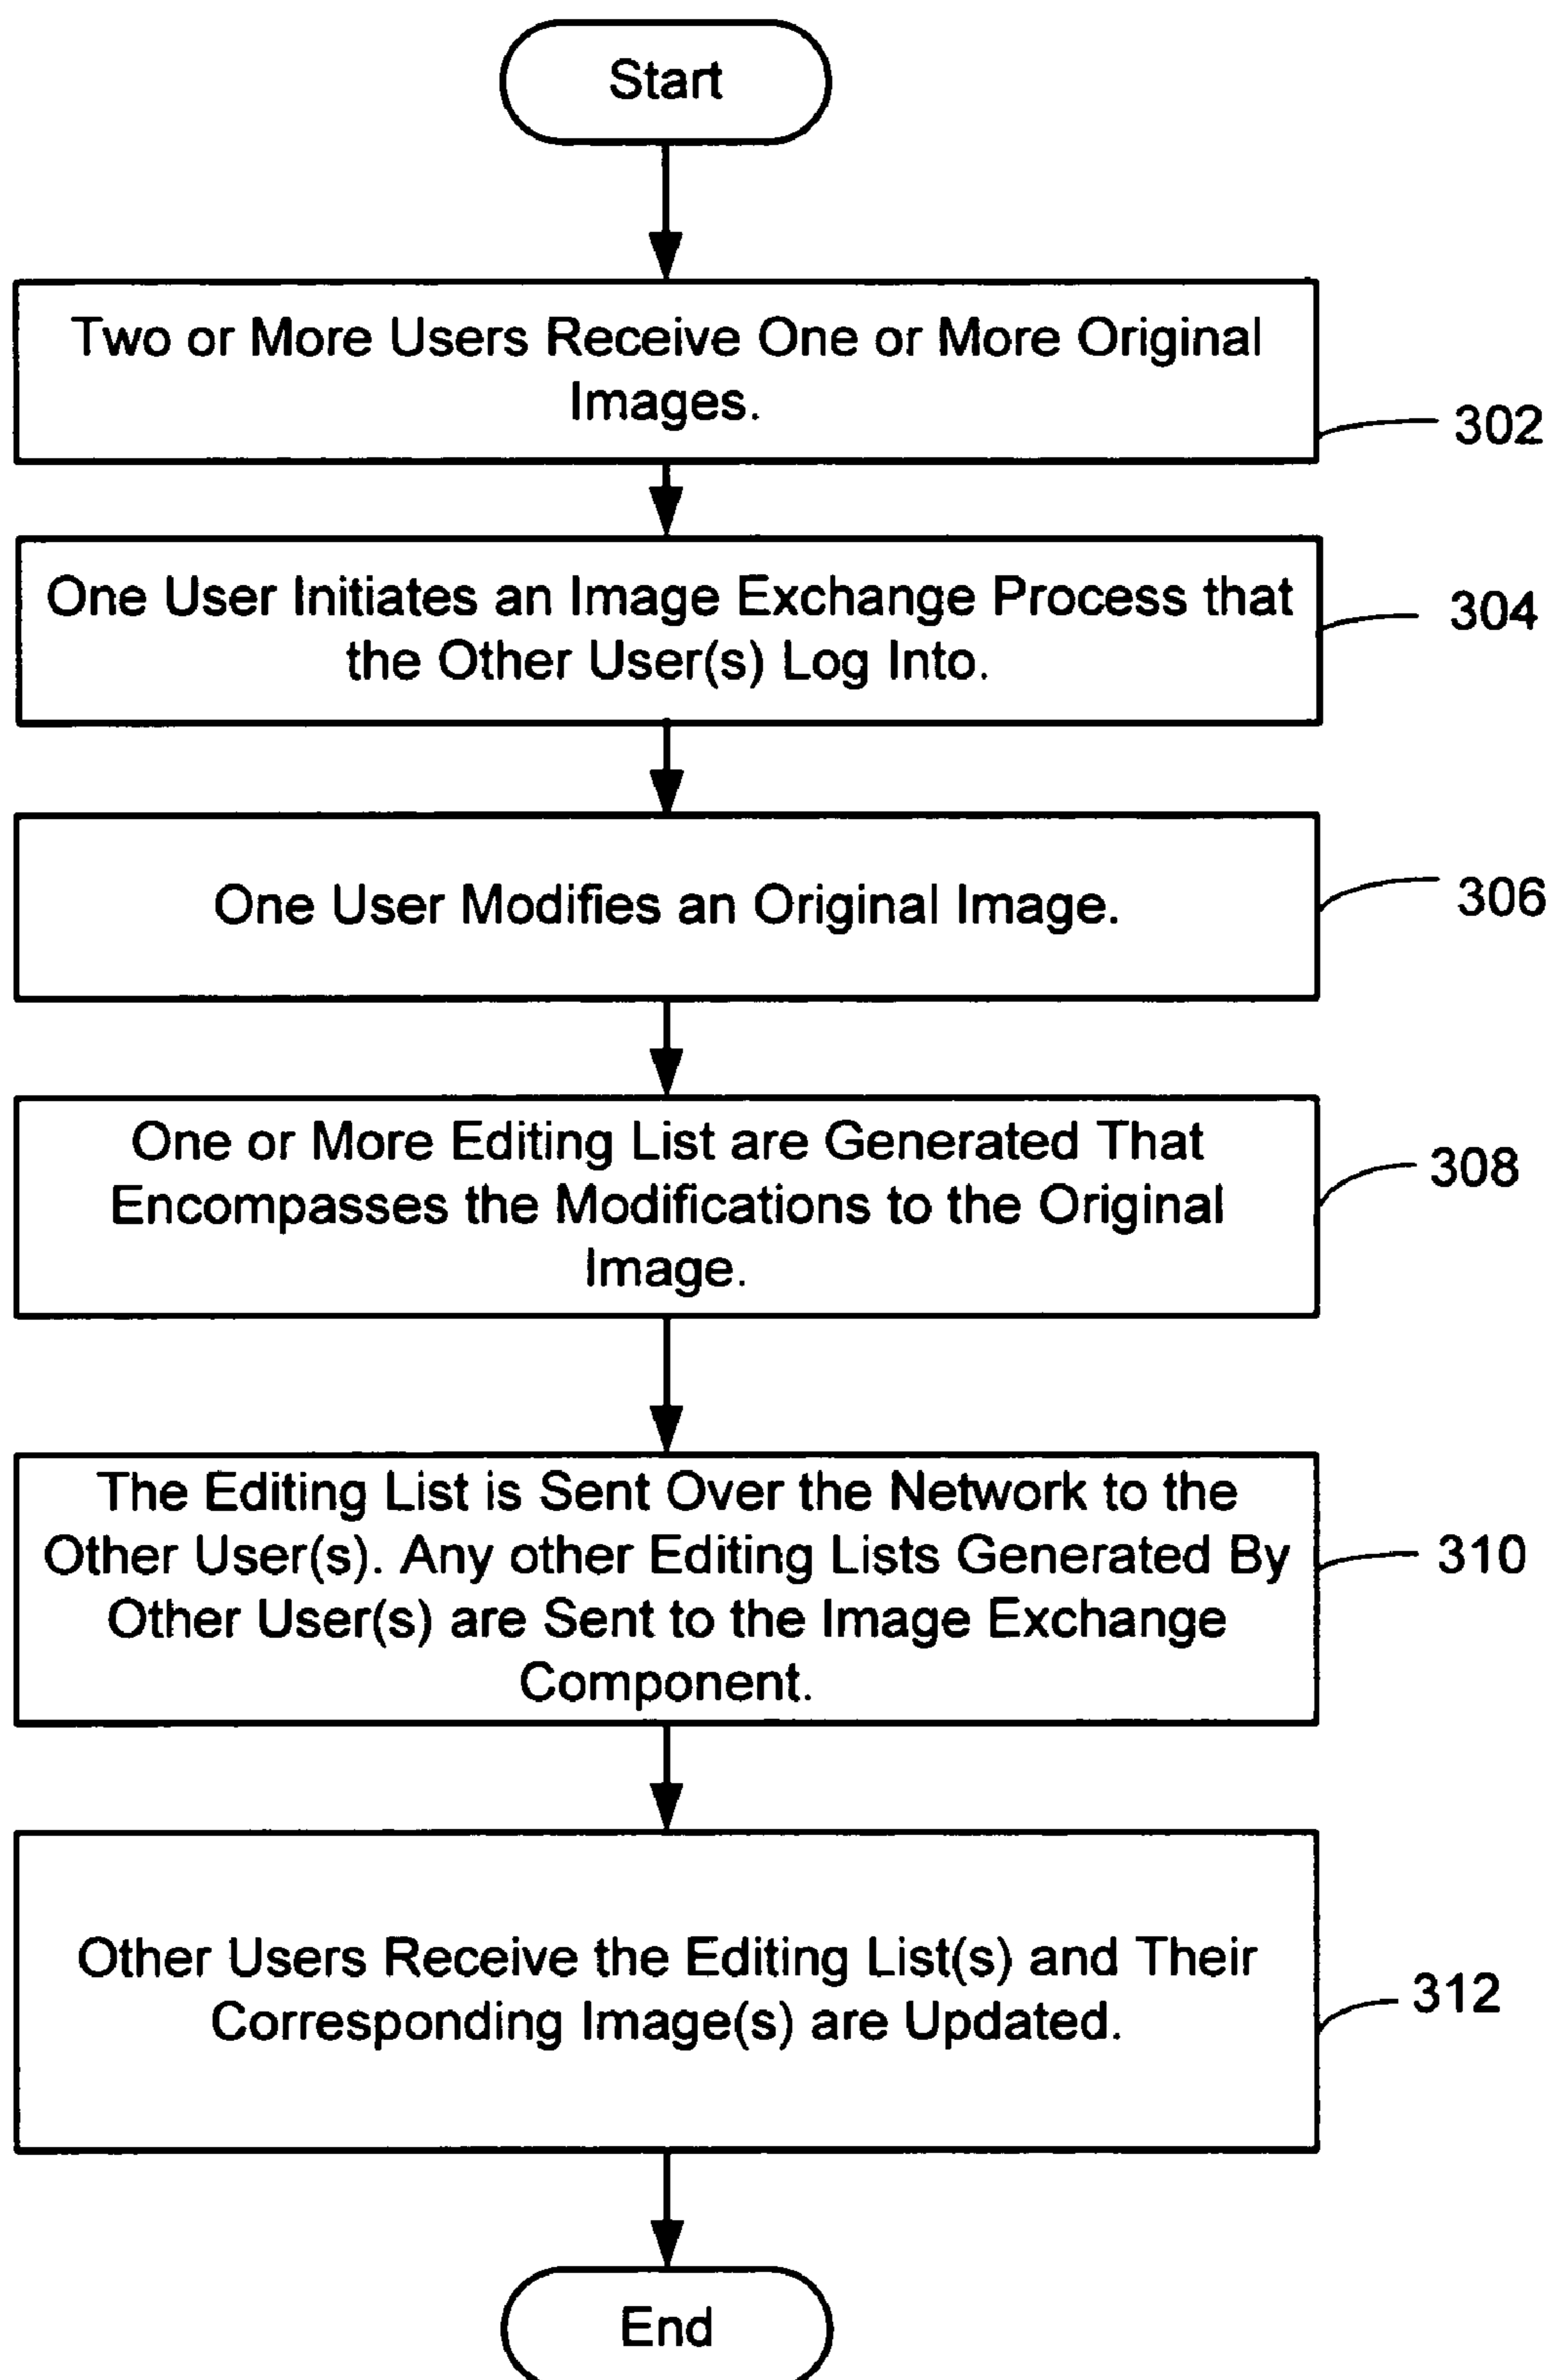 Start
Two or More Users Receive One or More Original
Images.
302
One User Initiates an Image Exchange Process that
the Other User(s) Log Into.
304
One User Modifies an Original Image.
306
One or More Editing List are Generated That
Encompasses the Modifications to the Original
Image.
308
The Editing List is Sent Over the Network to the
Other User(s). Any other Editing Lists Generated By
Other User(s) are Sent to the Image Exchange
Component.
310
Other Users Receive the Editing List(s) and Their
Corresponding Image(s) are Updated.
312
End